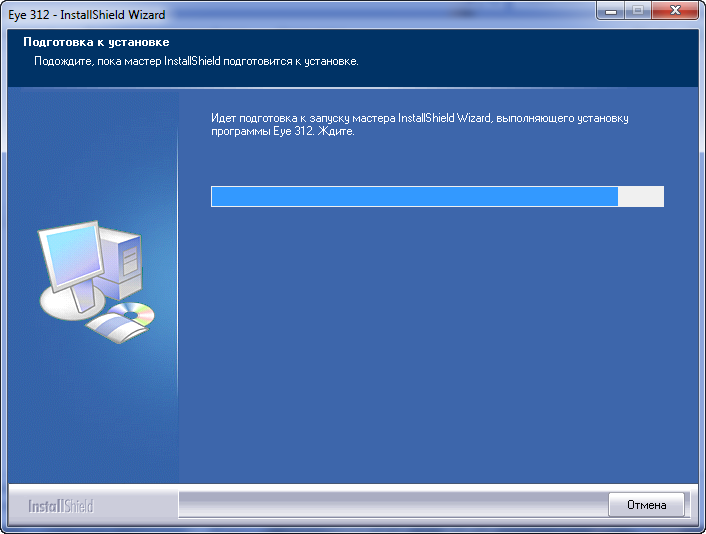 Eye 312 - InstallShield Wizard
Подготовка к установке
Подождите, пока мастер InstallShield подготовится к установке.
Идет подготовка к запуску мастера InstallShield Wizard, выполняющего установку
программы Eye 312. Ждите.
InstallShield
Отмена